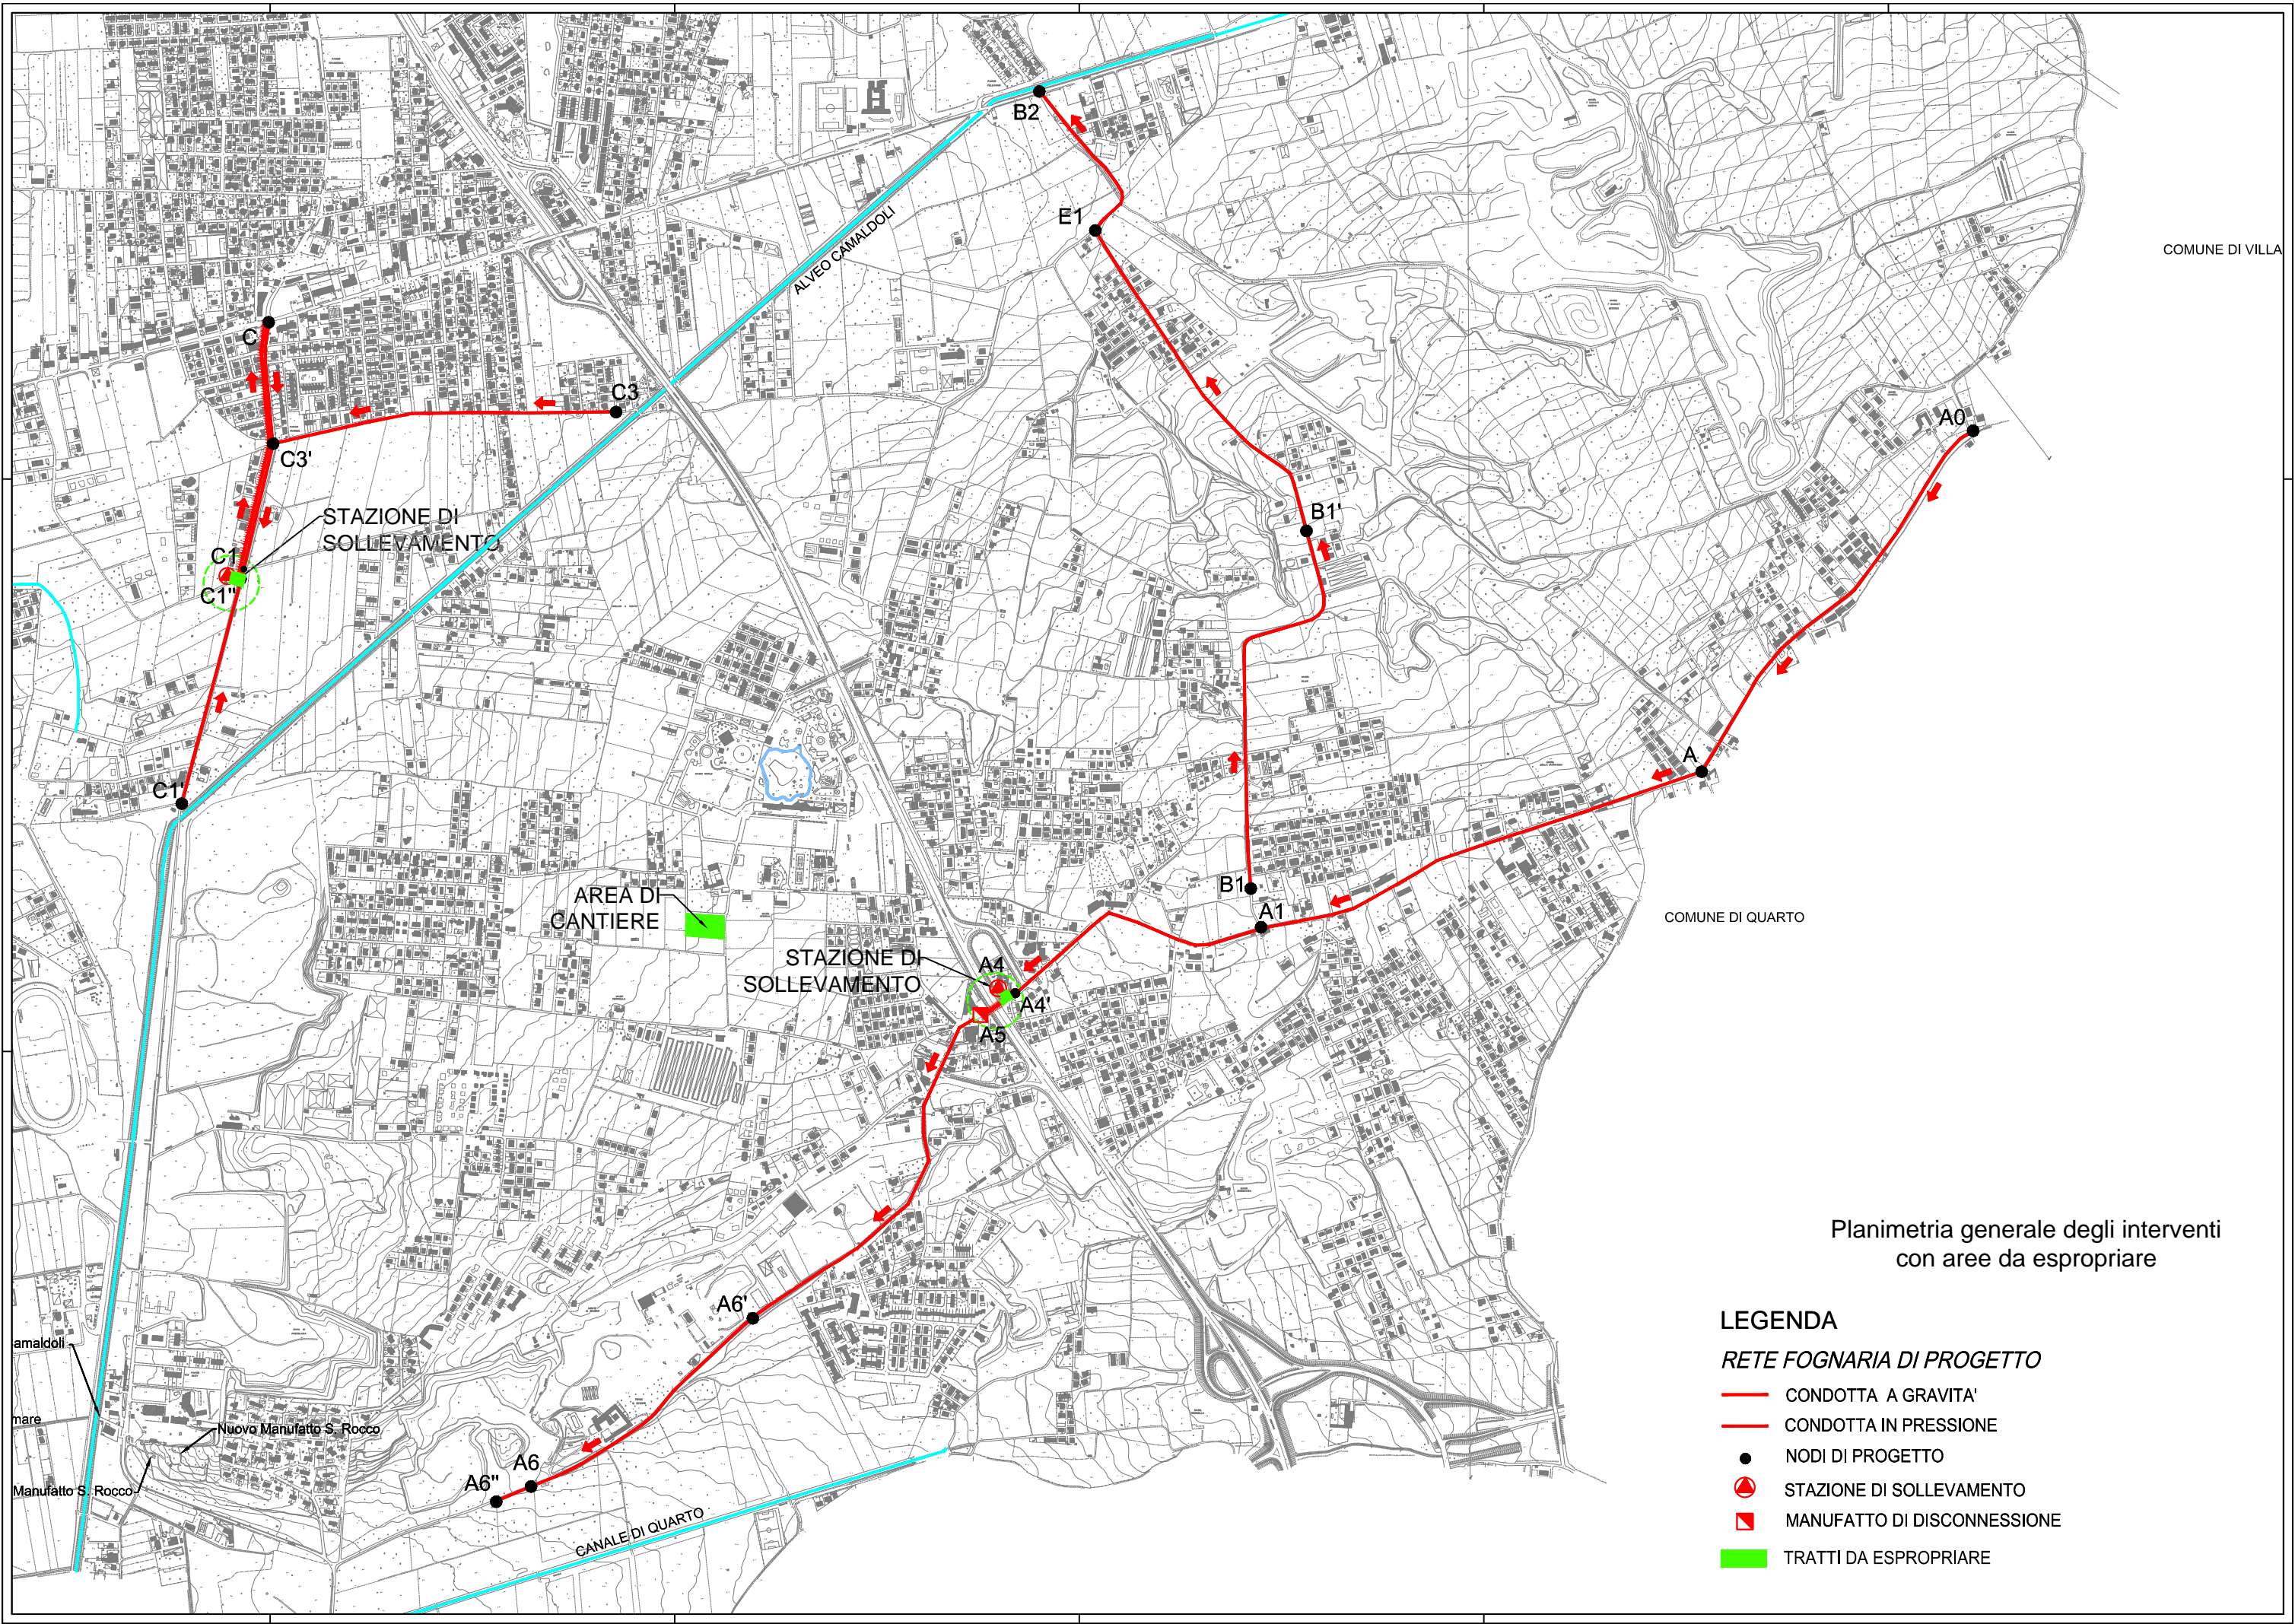 B2
E1
COMUNE DI VILLA
ALVEO CAMALDOLI
C
C3
A0
C3'
STAZIONE DI
SOLLEVAMENTO
B1'
C1
C1"
A
C1'
B1
AREA DI
CANTIERE
A1
COMUNE DI QUARTO
STAZIONE DI
SOLLEVAMENTO
A4
A4'
A5
Planimetria generale degli interventi
con aree da espropriare
A6'
LEGENDA
amaldoli
RETE FOGNARIA DI PROGETTO
CONDOTTA A GRAVITA'
mare
CONDOTTA IN PRESSIONE
Nuovo Manufatto S. Rocco
NODI DI PROGETTO
A6
A6"
Manufatto S. Rocco
STAZIONE DI SOLLEVAMENTO
CANALE DI QUARTO
MANUFATTO DI DISCONNESSIONE
TRATTI DA ESPROPRIARE